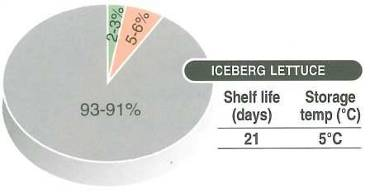 2-3%
5-6%
93-91%
ICEBERG LETTUCE
Shelf life Storage
(days) temp (°C)
21 5°C